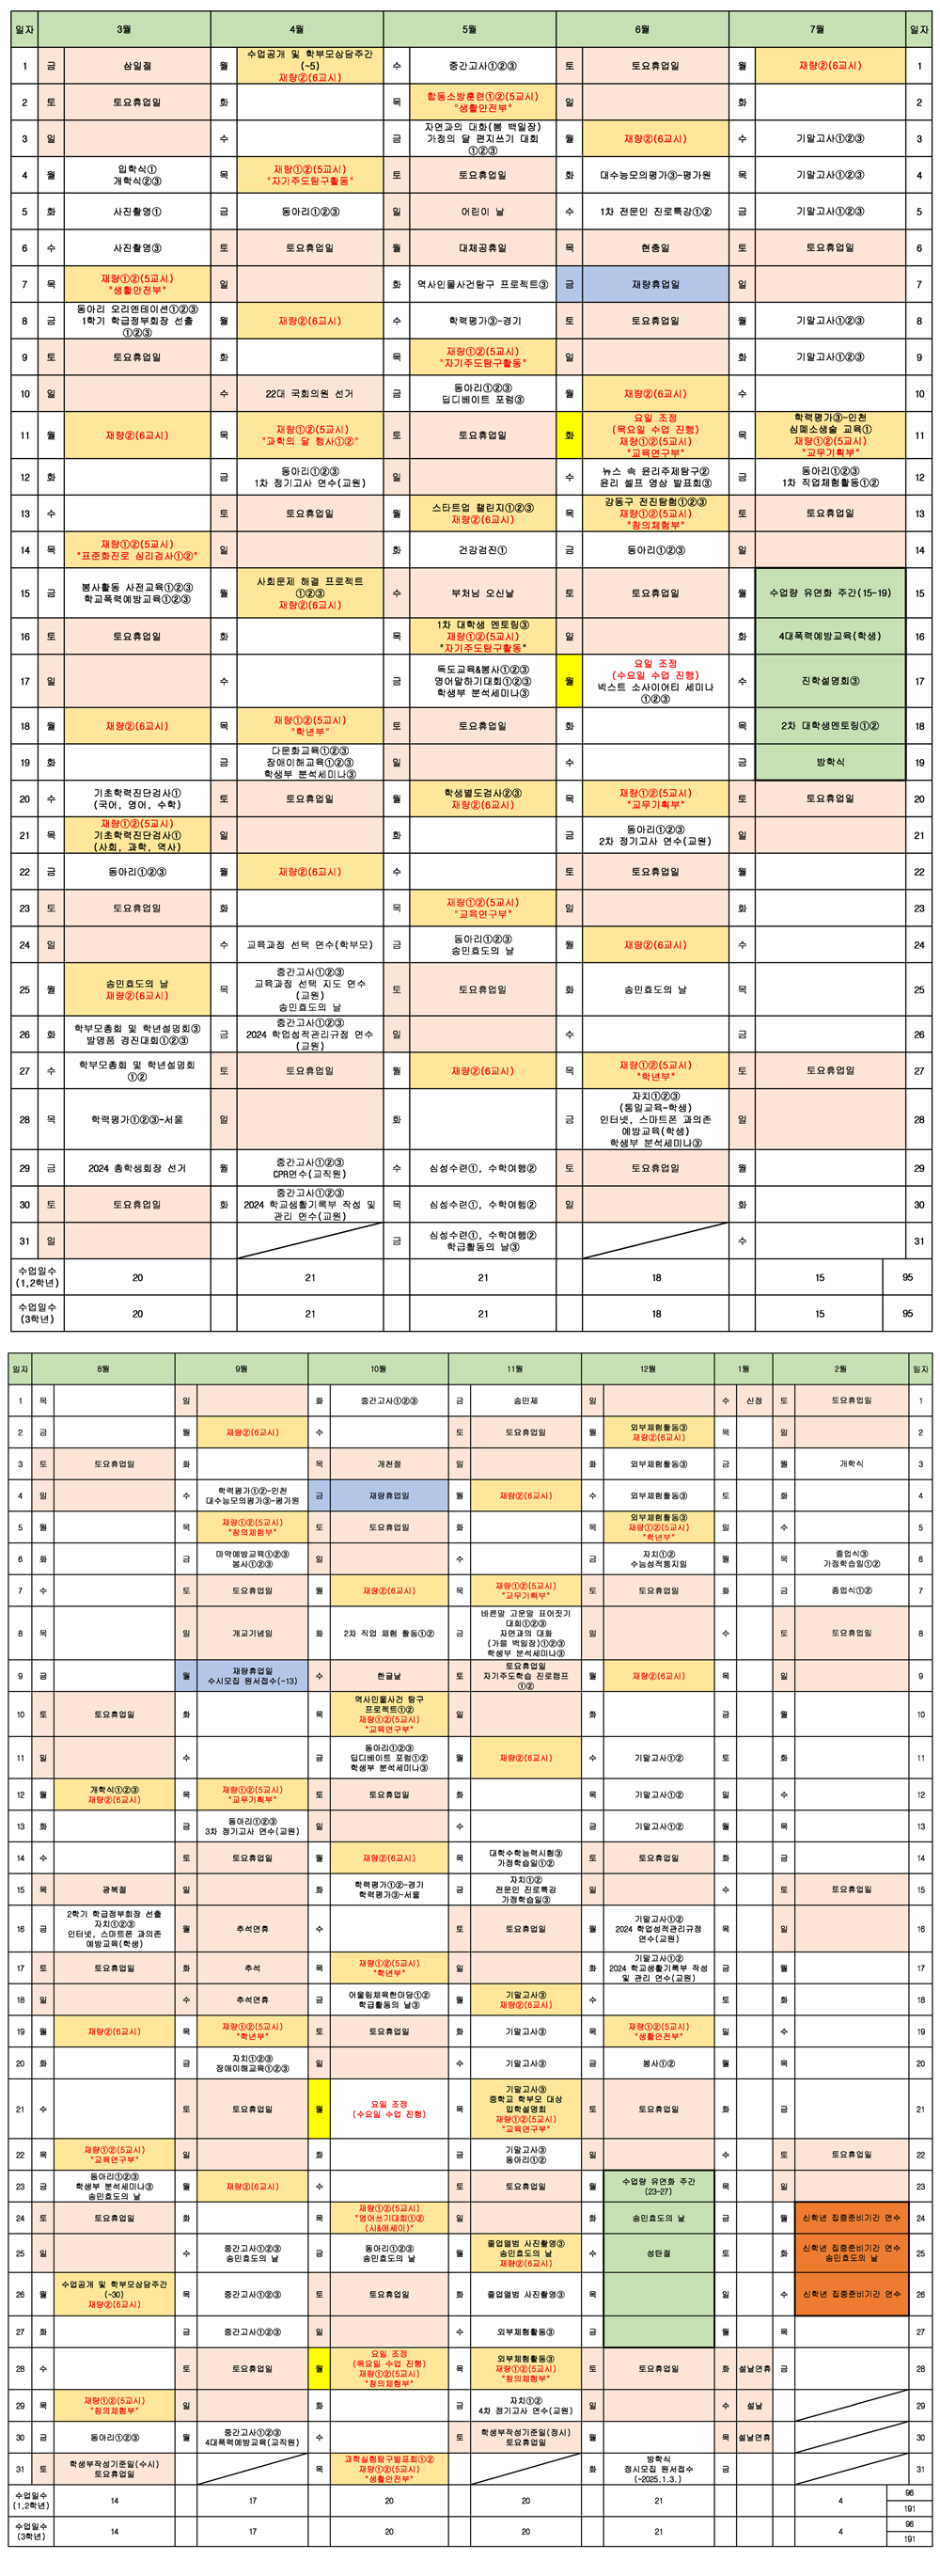 일자 3월 4월 5월 6월 7월 일자
1 금 삼일절 월 수업공개 및 학부모상담주간
(~5)
재량②(6교시) 수 중간고사①②③ 토 토요휴업일 월 재량②(6교시) 1
2 토 토요휴업일 화 목 합동소방훈련①②(5교시)
"생활안전부" 일 화 2
3 일 수 금 자연과의 대화(봄 백일장)
가정의 달 편지쓰기 대회
①②③ 월 재량②(6교시) 수 기말고사①②③ 3
4 월 입학식①
개학식②③ 목 재량①②(5교시)
"자기주도탐구활동" 토 토요휴업일 화 대수능모의평가③-평가원 목 기말고사①②③ 4
5 화 사진촬영① 금 동아리①②③ 일 어린이 날 수 1차 전문인 진로특강①② 금 기말고사①②③ 5
6 수 사진촬영③ 토 토요휴업일 월 대체공휴일 목 현충일 토 토요휴업일 6
7 목 재량①②(5교시)
"생활안전부" 일 화 역사인물사건탐구 프로젝트③ 금 재량휴업일 일 7
8 금 동아리 오리엔테이션①②③
1학기 학급정부회장 선출
①②③ 월 재량②(6교시) 수 학력평가③-경기 토 토요휴업일 월 기말고사①②③ 8
9 토 토요휴업일 화 목 재량①②(5교시)
"자기주도탐구활동" 일 화 기말고사①②③ 9
10 일 수 22대 국회의원 선거 금 동아리①②③
딥디베이트 포럼③ 월 재량②(6교시) 수 10
11 월 재량②(6교시) 목 재량①②(5교시)
"과학의 달 행사①②" 토 토요휴업일 화 요일 조정
(목요일 수업 진행)
재량①②(5교시)
"교육연구부" 목 학력평가③-인천
심폐소생술 교육①
재량①②(5교시)
"교무기획부" 11
12 화 금 동아리①②③
1차 정기고사 연수(교원) 일 수 뉴스 속 윤리주제탐구②
윤리 셀프 영상 발표회③ 금 동아리①②③
1차 직업체험활동①② 12
13 수 토 토요휴업일 월 스타트업 챌린지①②③
재량②(6교시) 목 강동구 전진탐험①②③
재량①②(5교시)
"창의체험부" 토 토요휴업일 13
14 목 재량①②(5교시)
"표준화진로 심리검사①②" 일 화 건강검진① 금 동아리①②③ 일 14
15 금 봉사활동 사전교육①②③
학교폭력예방교육①②③ 월 사회문제 해결 프로젝트
①②③
재량②(6교시) 수 부처님 오신날 토 토요휴업일 월 수업량 유연화 주간(15-19) 15
16 토 토요휴업일 화 목 1차 대학생 멘토링③
재량①②(5교시)
"자기주도탐구활동" 일 화 4대폭력예방교육(학생) 16
17 일 수 금 독도교육&봉사①②③
영어말하기대회①②③
학생부 분석세미나③ 월 요일 조정
(수요일 수업 진행)
넥스트 소사이어티 세미나
①②③ 수 진학설명회③ 17
18 월 재량②(6교시) 목 재량①②(5교시)
"학년부" 토 토요휴업일 화 목 2차 대학생멘토링①② 18
19 화 금 다문화교육①②③
장애이해교육①②③
학생부 분석세미나③ 일 수 금 방학식 19
20 수 기초학력진단검사①
(국어, 영어, 수학) 토 토요휴업일 월 학생별도검사②③
재량②(6교시) 목 재량①②(5교시)
"교무기획부" 토 토요휴업일 20
21 목 재량①②(5교시)
기초학력진단검사①
(사회, 과학, 역사) 일 화 금 동아리①②③
2차 정기고사 연수(교원) 일 21
22 금 동아리①②③ 월 재량②(6교시) 수 토 토요휴업일 월 22
23 토 토요휴업일 화 목 재량①②(5교시)
"교육연구부" 일 화 23
24 일 수 교육과정 선택 연수(학부모) 금 동아리①②③
송민효도의 날 월 재량②(6교시) 수 24
25 월 송민효도의 날
재량②(6교시) 목 중간고사①②③
교육과정 선택 지도 연수
(교원)
송민효도의 날 토 토요휴업일 화 송민효도의 날 목 25
26 화 학부모총회 및 학년설명회③
발명품 경진대회①②③ 금 중간고사①②③
2024 학업성적관리규정 연수
(교원) 일 수 금 26
27 수 학부모총회 및 학년설명회
①② 토 토요휴업일 월 재량②(6교시) 목 재량①②(5교시)
"학년부" 토 토요휴업일 27
28 목 학력평가①②③-서울 일 화 금 자치①②③
(통일교육-학생)
인터넷, 스마트폰 과의존
예방교육(학생)
학생부 분석세미나③ 일 28
29 금 2024 총학생회장 선거 월 중간고사①②③
CPR연수(교직원) 수 심성수련①, 수학여행② 토 토요휴업일 월 29
30 토 토요휴업일 화 중간고사①②③
2024 학교생활기록부 작성 및
관리 연수(교원) 목 심성수련①, 수학여행② 일 화 30
31 일 금 심성수련①, 수학여행②
학급활동의 날③ 수 31
수업일수
(1,2학년) 20 21 21 18 15 95
수업일수
(3학년) 20 21 21 18 15 95
일자 8월 9월 10월 11월 12월 1월 2월 일자
1 목 일 화 중간고사①②③ 금 송민제 일 수 신정 토 토요휴업일 1
2 금 월 재량②(6교시) 수 토 토요휴업일 월 외부체험활동③
재량②(6교시) 목 일 2
3 토 토요휴업일 화 목 개천절 일 화 외부체험활동③ 금 월 개학식 3
4 일 수 학력평가①②-인천
대수능모의평가③-평가원 금 재량휴업일 월 재량②(6교시) 수 외부체험활동③ 토 화 4
5 월 목 재량①②(5교시)
"창의체험부" 토 토요휴업일 화 목 외부체험활동③
재량①②(5교시)
"학년부" 일 수 5
6 화 금 마약예방교육①②③
봉사①②③ 일 수 금 자치①②
수능성적통지일 월 목 졸업식③
가정학습일①② 6
7 수 토 토요휴업일 월 재량②(6교시) 목 재량①②(5교시)
"교무기획부" 토 토요휴업일 화 금 종업식①② 7
8 목 일 개교기념일 화 2차 직업 체험 활동①② 금 바른말 고운말 표어짓기
대회①②③
자연과의 대화
(가을 백일장)①②③
학생부 분석세미나③ 일 수 토 토요휴업일 8
9 금 월 재량휴업일
수시모집 원서접수(~13) 수 한글날 토 토요휴업일
자기주도학습 진로캠프
①② 월 재량②(6교시) 목 일 9
10 토 토요휴업일 화 목 역사인물사건 탐구
프로젝트①②
재량①②(5교시)
"교육연구부" 일 화 금 월 10
11 일 수 금 동아리①②③
딥디베이트 포럼①②
학생부 분석세미나③ 월 재량②(6교시) 수 기말고사①② 토 화 11
12 월 개학식①②③
재량②(6교시) 목 재량①②(5교시)
"교무기획부" 토 토요휴업일 화 목 기말고사①② 일 수 12
13 화 금 동아리①②③
3차 정기고사 연수(교원) 일 수 금 기말고사①② 월 목 13
14 수 토 토요휴업일 월 재량②(6교시) 목 대학수학능력시험③
가정학습일①② 토 토요휴업일 화 금 14
15 목 광복절 일 화 학력평가①②-경기
학력평가③-서울 금 자치①②
전문인 진로특강
가정학습일③ 일 수 토 토요휴업일 15
16 금 2학기 학급정부회장 선출
자치①②③
인터넷, 스마트폰 과의존
예방교육(학생) 월 추석연휴 수 토 토요휴업일 월 기말고사①②
2024 학업성적관리규정
연수(교원) 목 일 16
17 토 토요휴업일 화 추석 목 재량①②(5교시)
"학년부" 일 화 기말고사①②
2024 학교생활기록부 작성
및 관리 연수(교원) 금 월 17
18 일 수 추석연휴 금 어울림체육한마당①②
학급활동의 날③ 월 기말고사③
재량②(6교시) 수 토 화 18
19 월 재량②(6교시) 목 재량①②(5교시)
"학년부" 토 토요휴업일 화 기말고사③ 목 재량①②(5교시)
"생활안전부" 일 수 19
20 화 금 자치①②③
장애이해교육①②③ 일 수 기말고사③ 금 봉사①② 월 목 20
21 수 토 토요휴업일 월 요일 조정
(수요일 수업 진행) 목 기말고사③
중학교 학부모 대상
입학설명회
재량①②(5교시)
"교육연구부" 토 토요휴업일 화 금 21
22 목 재량①②(5교시)
"교육연구부" 일 화 금 기말고사③
동아리①② 일 수 토 토요휴업일 22
23 금 동아리①②③
학생부 분석세미나③
송민효도의 날 월 재량②(6교시) 수 토 토요휴업일 월 수업량 유연화 주간
(23-27) 목 일 23
24 토 토요휴업일 화 목 재량①②(5교시)
"영어쓰기대회①②
(시&에세이)" 일 화 송민효도의 날 금 월 신학년 집중준비기간 연수 24
25 일 수 중간고사①②③
송민효도의 날 금 동아리①②③
송민효도의 날 월 졸업앨범 사진촬영③
송민효도의 날
재량②(6교시) 수 성탄절 토 화 신학년 집중준비기간 연수
송민효도의 날 25
26 월 수업공개 및 학부모상담주간
(~30)
재량②(6교시) 목 중간고사①②③ 토 토요휴업일 화 졸업앨범 사진촬영③ 목 일 수 신학년 집중준비기간 연수 26
27 화 금 중간고사①②③ 일 수 외부체험활동③ 금 월 목 27
28 수 토 토요휴업일 월 요일 조정
(목요일 수업 진행)
재량①②(5교시)
"창의체험부" 목 외부체험활동③
재량①②(5교시)
"창의체험부" 토 토요휴업일 화 설날연휴 금 28
29 목 재량①②(5교시)
"창의체험부" 일 화 금 자치①②
4차 정기고사 연수(교원) 일 수 설날 29
30 금 동아리①②③ 월 중간고사①②③
4대폭력예방교육(교직원) 수 토 학생부작성기준일(정시)
토요휴업일 월 목 설날연휴 30
31 토 학생부작성기준일(수시)
토요휴업일 목 과학실험탐구발표회①②
재량①②(5교시)
"생활안전부" 화 방학식
정시모집 원서접수
(~2025.1.3.) 금 31
수업일수
(1,2학년) 14 17 20 20 21 4 96
191
수업일수
(3학년) 14 17 20 20 21 4 96
191